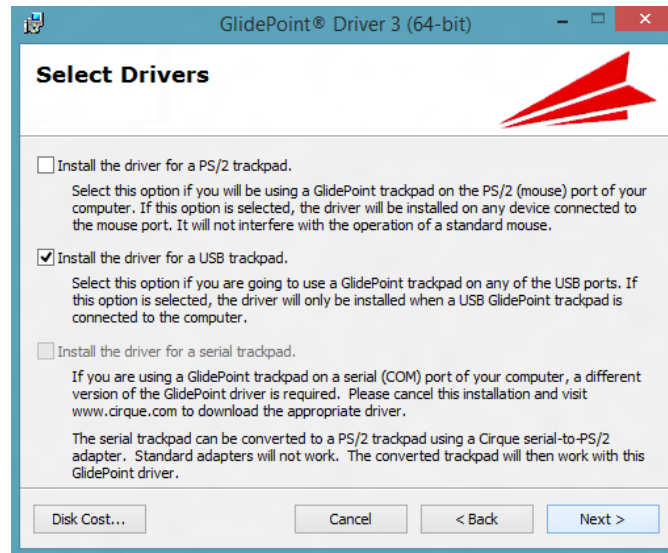 GlidePoint® Driver 3 (64-bit)
Select Drivers
Install the driver for a PS/2 trackpad.
Select this option if you will be using a GlidePoint trackpad on the PS/2 (mouse) port of your
computer. If this option is selected, the driver will be installed on any device connected to
the mouse port. It will not interfere with the operation of a standard mouse.
Install the driver for a USB trackpad.
Select this option if you are going to use a GlidePoint trackpad on any of the USB ports. If
this option is selected, the driver will only be installed when a USB GlidePoint trackpad is
connected to the computer.
Install the driver for a serial trackpad.
If you are using a GlidePoint trackpad on a serial (COM) port of your computer, a different
version of the GlidePoint driver is required. Please cancel this installation and visit
www.cirque.com to download the appropriate driver.
The serial trackpad can be converted to a PS/2 trackpad using a Cirque serial-to-PS/2
adapter. Standard adapters will not work. The converted trackpad will then work with this
GlidePoint driver.
Disk Cost... Cancel < Back Next >